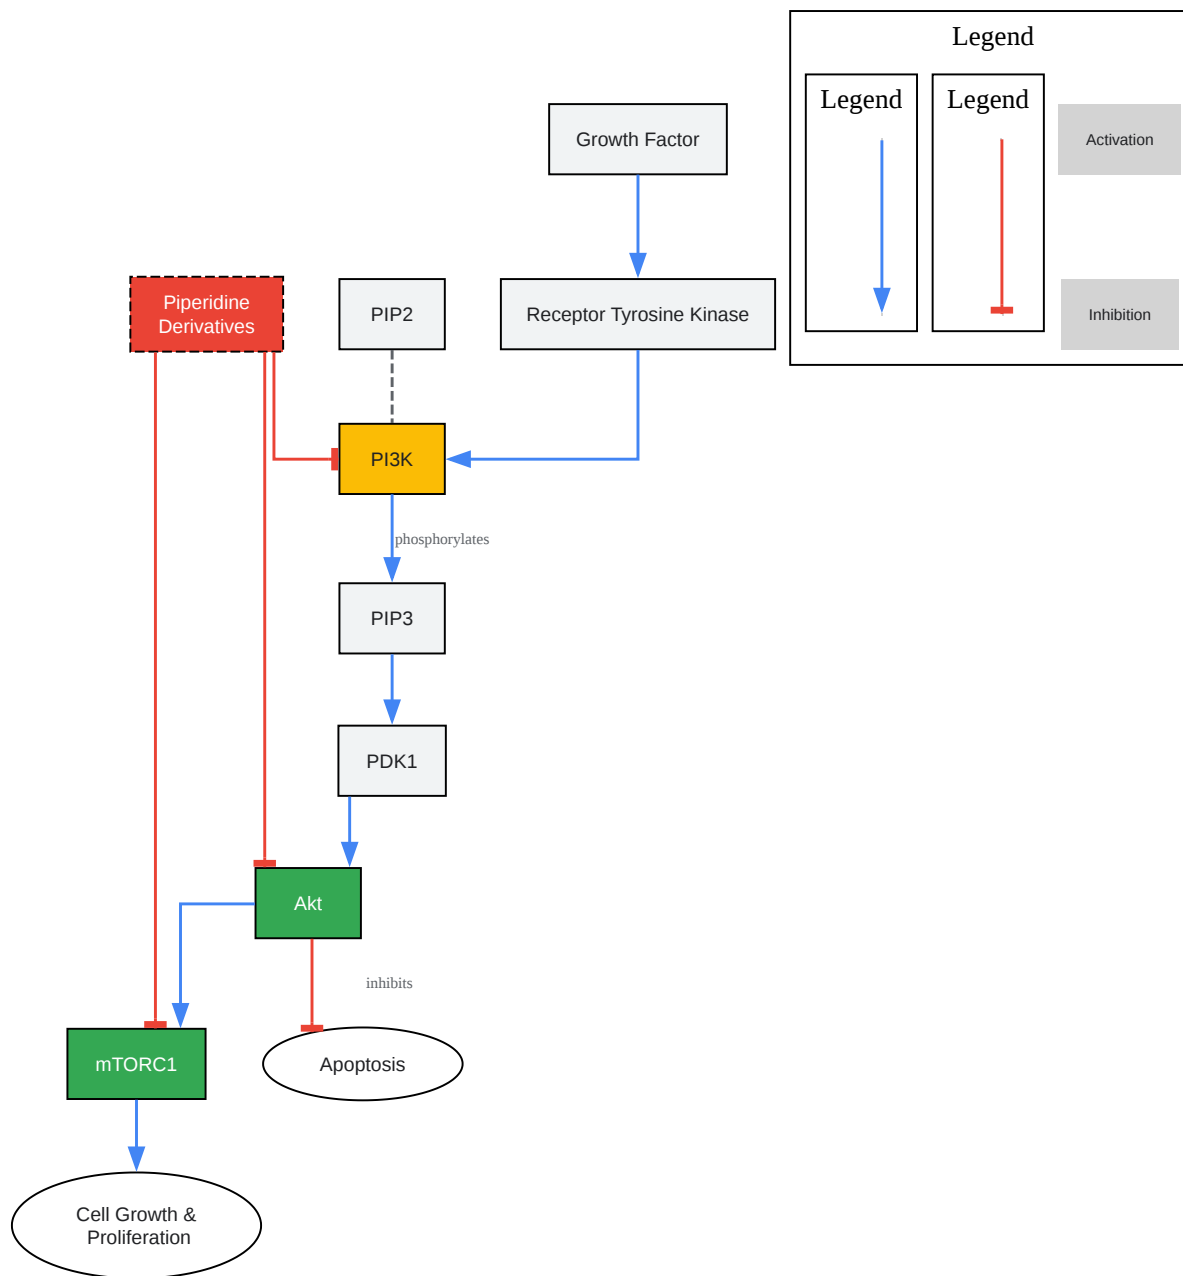 Legend
Legend
Legend
Activation
Inhibition
Growth Factor
Piperidine
Derivatives
PIP2
Receptor Tyrosine Kinase
PI3K
phosphorylates
PIP3
PDK1
Akt
inhibits
mTORC1
Apoptosis
Cell Growth &
Proliferation